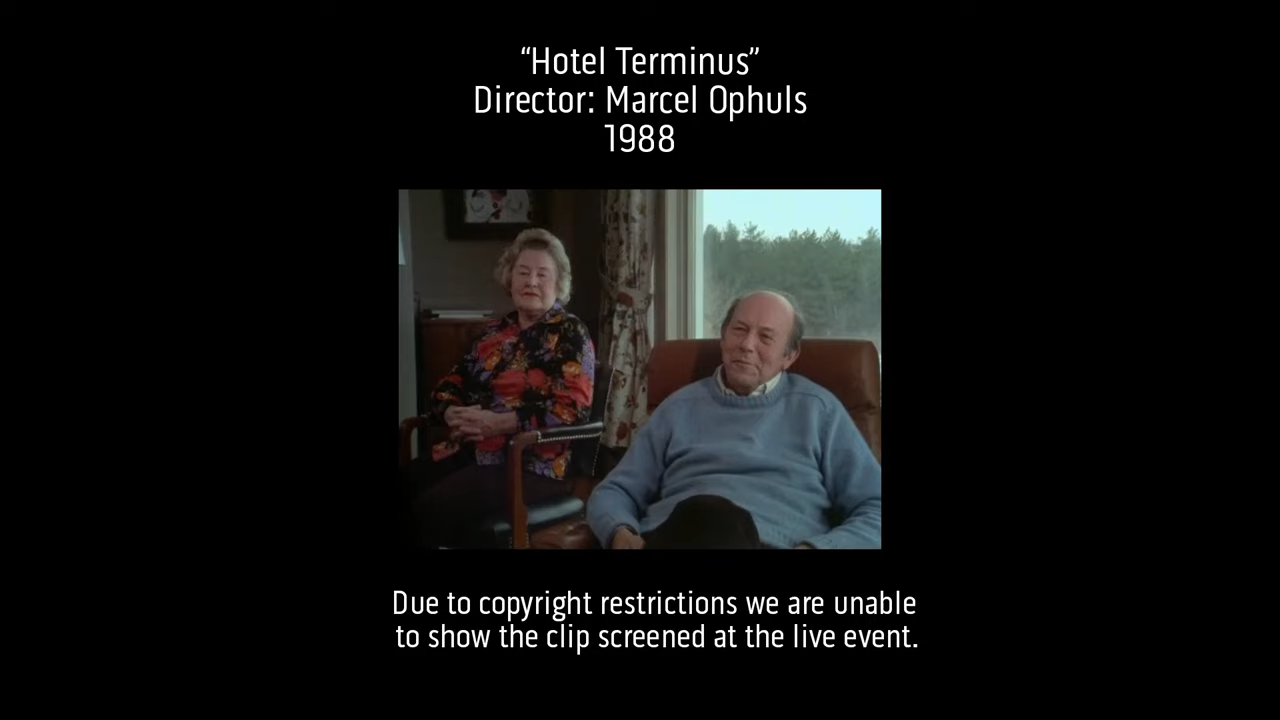 “Hotel Terminus”
Director: Marcel Ophuls
1988
Due to copyright restrictions we are unable
to show the clip screened at the live event.